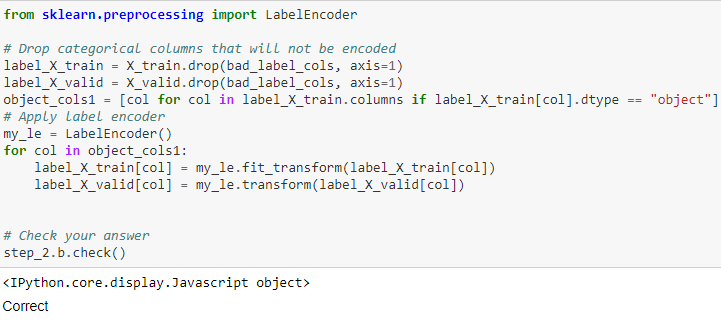 from sklearn.preprocessing import LabelEncoder
# Drop categorical columns that will not be encoded
label_X_train = X_train.drop(bad_label_cols, axis=1)
label_X_valid = X_valid.drop(bad_label_cols, axis=1)
object_cols1 = [col for col in label_X_train.columns if label_X_train[col].dtype == "object"]
# Apply label encoder
my_le = LabelEncoder()
for col in object_cols1:
    label_X_train[col] = my_le.fit_transform(label_X_train[col])
    label_X_valid[col] = my_le.transform(label_X_valid[col])
# Check your answer
step_2.b.check()
<IPython.core.display.Javascript object>
Correct